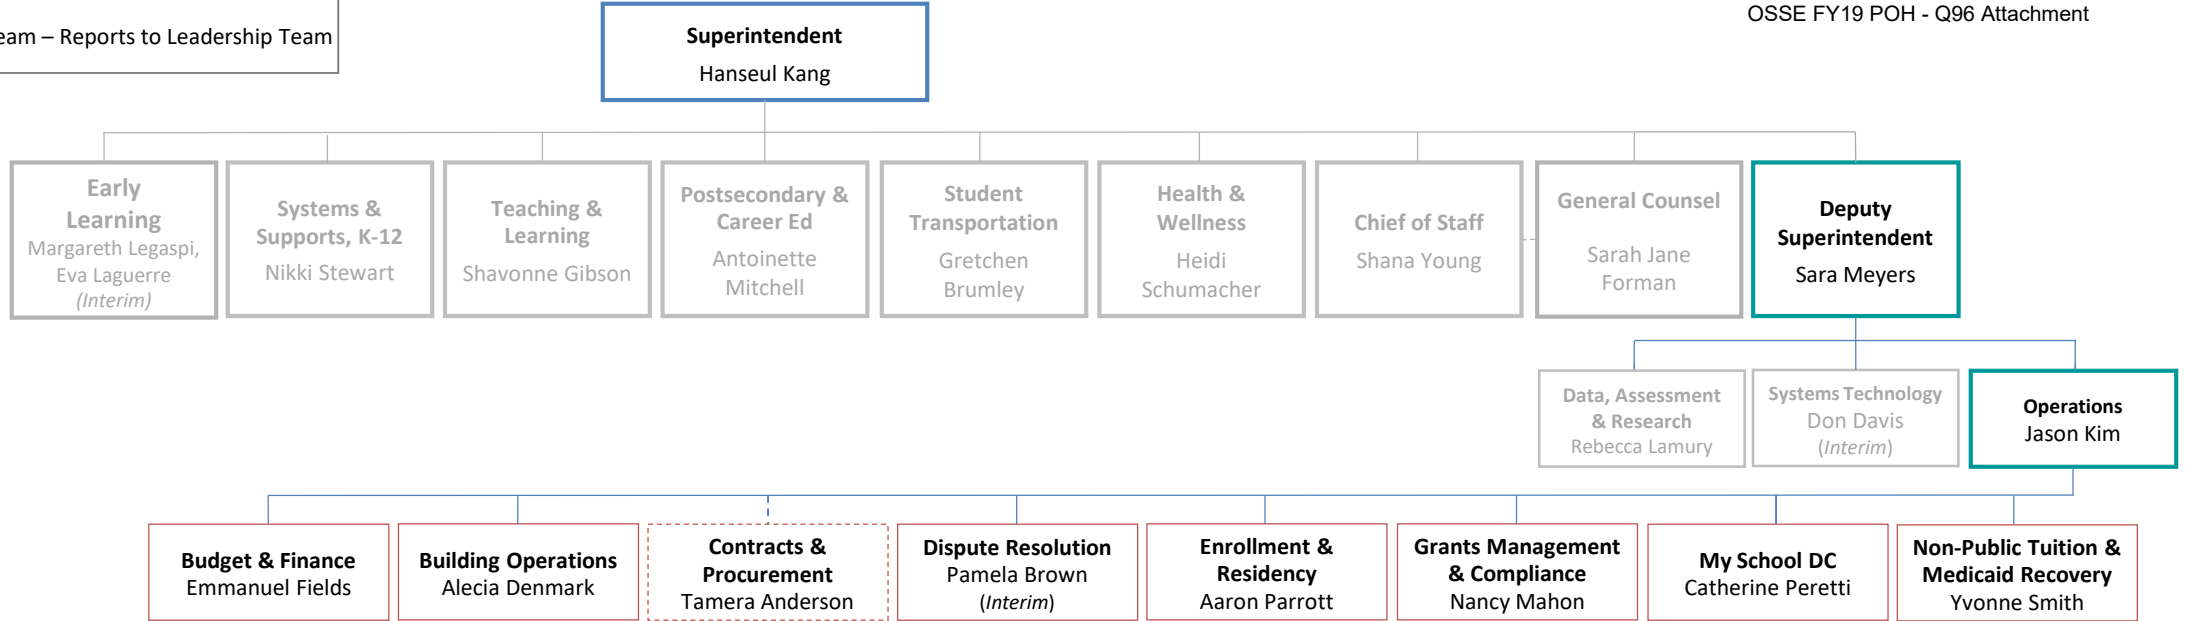 – Reports to Leadership Team
OSSE FY19 POH - Q96 Attachment
Superintendent
Hanseul Kang
Early
Learning
Margareth Legaspi,
Eva Laguerre
(Interim)
Systems &
Supports, K-12
Nikki Stewart
Teaching &
Learning
Shavonne Gibson
Postsecondary &
Career Ed
Antoinette
Mitchell
Student
Transportation
Gretchen
Brumley
Health &
Wellness
Heidi
Schumacher
Chief of Staff
Shana Young
General Counsel
Sarah Jane
Forman
Deputy
Superintendent
Sara Meyers
Data, Assessment
& Research
Rebecca Lamury
Systems Technology
Don Davis
(Interim)
Operations
Jason Kim
Budget & Finance
Emmanuel Fields
Building Operations
Alecia Denmark
Contracts &
Procurement
Tamera Anderson
Dispute Resolution
Pamela Brown
(Interim)
Enrollment &
Residency
Aaron Parrott
Grants Management
& Compliance
Nancy Mahon
My School DC
Catherine Peretti
Non-Public Tuition &
Medicaid Recovery
Yvonne Smith